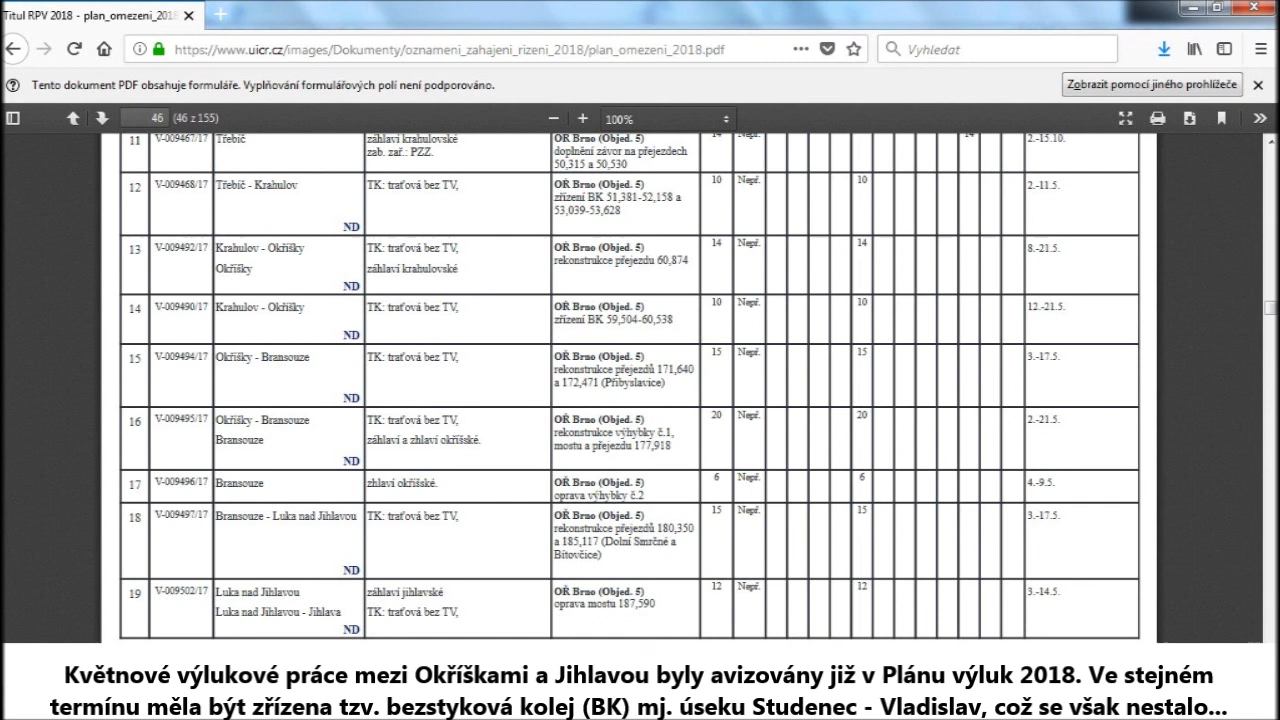 Titul RPV 2018 - plan_omezeni_2018
https://www.uicr.cz/images/Dokumenty/oznameni_zahajeni_rizeni_2018/plan_omezeni_2018.pdf
Vyhledat
Tento dokument PDF obsahuje formuláře. Vyplňování formulářových polí není podporováno.
Zobrazit pomocí jiného prohlížeče
46 (46 z 155) 100%
11 V-009467/17 Třebíč záhlaví krahulovské OŘ Brno (Objed. 5) 14 Nepř. 14 2.-15.10.
zab. zař.: PZZ. doplnění závor na přejezdech
50,315 a 50,530
12 V-009468/17 Třebíč - Krahulov TK: traťová bez TV, OŘ Brno (Objed. 5) 10 Nepř. 10 2.-11.5.
zřízení BK 51,381-52,158 a
53,039-53,628
ND
13 V-009492/17 Krahulov - Okříšky TK: traťová bez TV, OŘ Brno (Objed. 5) 14 Nepř. 14 8.-21.5.
rekonstrukce přejezdu 60,874
Okříšky záhlaví krahulovské
ND
14 V-009490/17 Krahulov - Okříšky TK: traťová bez TV, OŘ Brno (Objed. 5) 10 Nepř. 10 12.-21.5.
zřízení BK 59,504-60,538
ND
15 V-009494/17 Okříšky - Bransouze TK: traťová bez TV, OŘ Brno (Objed. 5) 15 Nepř. 15 3.-17.5.
rekonstrukce přejezdů 171,640
a 172,471 (Přibyslavice)
ND
16 V-009495/17 Okříšky - Bransouze TK: traťová bez TV, OŘ Brno (Objed. 5) 20 Nepř. 20 2.-21.5.
rekonstrukce výhybky č.1,
Bransouze záhlaví a zhlaví okříšské. mostu a přejezdu 177,918
ND
17 V-009496/17 Bransouze zhlaví okříšské. OŘ Brno (Objed. 5) 6 Nepř. 6 4.-9.5.
oprava výhybky č.2
18 V-009497/17 Bransouze - Luka nad Jihlavou TK: traťová bez TV, OŘ Brno (Objed. 5) 15 Nepř. 15 3.-17.5.
rekonstrukce přejezdů 180,350
a 185,117 (Dolní Smrčné a
Bítovčice)
ND
19 V-009502/17 Luka nad Jihlavou záhlaví jihlavské OŘ Brno (Objed. 5) 12 Nepř. 12 3.-14.5.
oprava mostu 187,590
Luka nad Jihlavou - Jihlava TK: traťová bez TV,
ND
Květnové výlukové práce mezi Okříškami a Jihlavou byly avizovány již v Plánu výluk 2018. Ve stejném
termínu měla být zřízena tzv. bezstyková kolej (BK) mj. úseku Studenec - Vladislav, což se však nestalo...